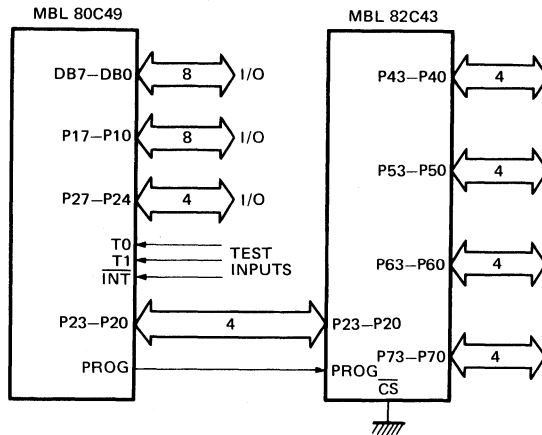 MBL 80C49
MBL 82C43
DB7–DB0
8
I/O
P17–P10
8
I/O
P27–P24
4
I/O
T0
T1
INT
TEST
INPUTS
P23–P20
4
PROG
P43–P40
4
P53–P50
4
P63–P60
4
P23–P20
P73–P70
4
PROG
CS